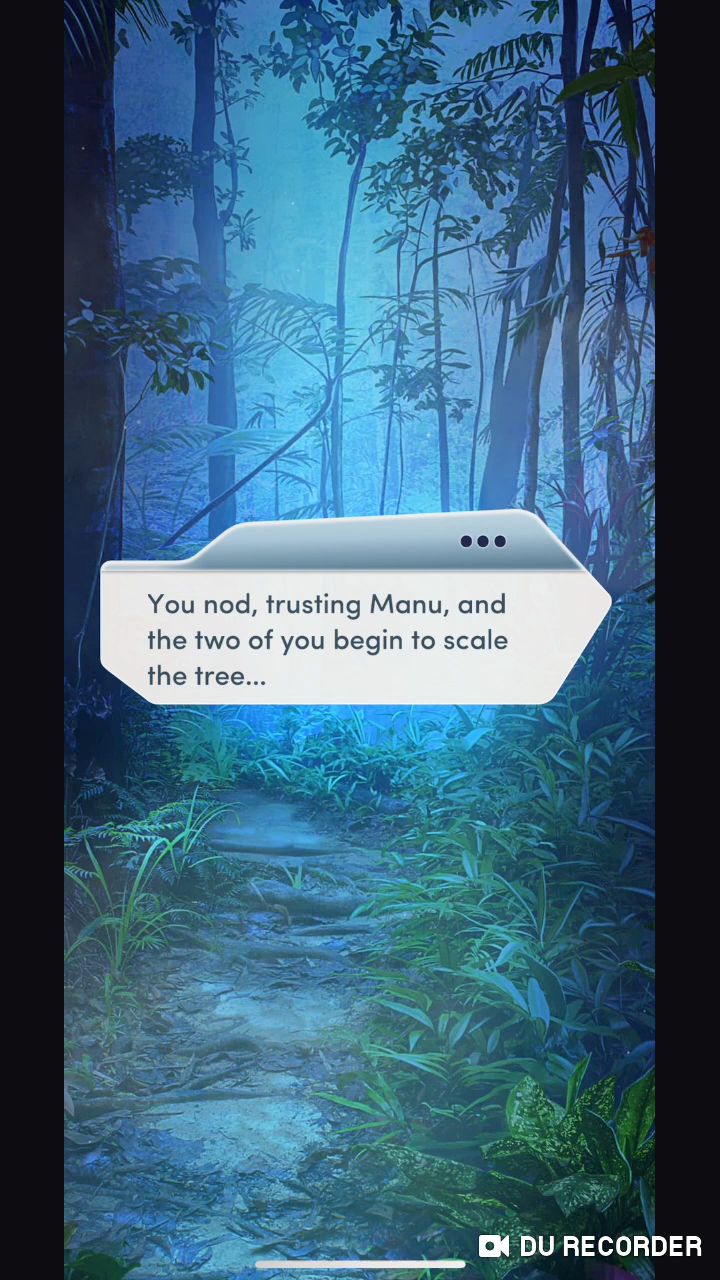 You nod, trusting Manu, and
the two of you begin to scale
the tree...
DU RECORDER